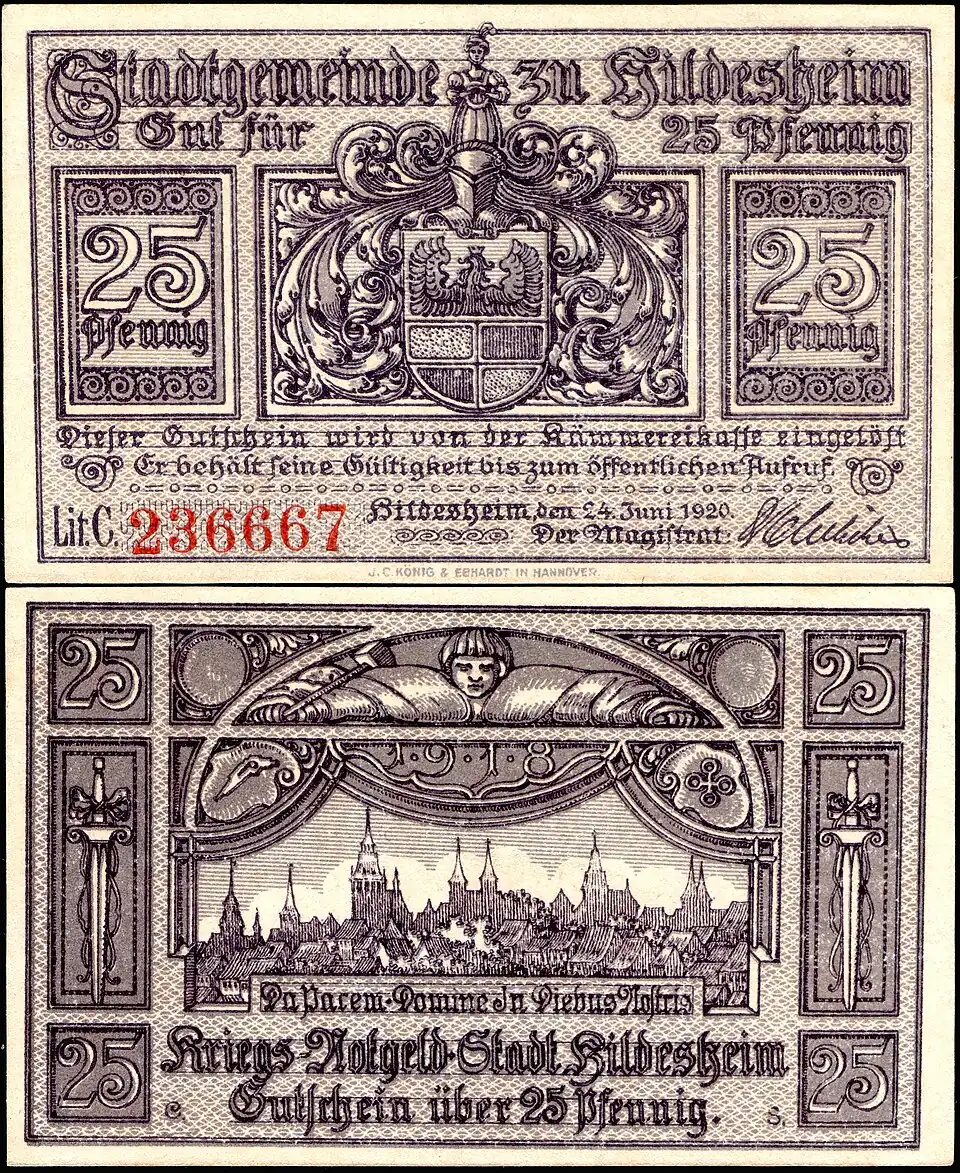 Stadtgemeinde zu Hildesheim
Gut für 25 Pfennig
25 Pfennig
25 Pfennig
Dieser Gutschein wird von der Kämmereikasse eingelöst
Er behält seine Gültigkeit bis zum öffentlichen Aufruf.
Lit. C. 236667
Hildesheim, den 24. Juni 1920.
Der Magistrat:
J. C. KÖNIG & EBHARDT IN HANNOVER.
25 25
1918
Da Pacem Domine In Diebus Nostris
Kriegs-Notgeld-Stadt Hildesheim
25 25
C. Gutschein über 25 Pfennig. S.